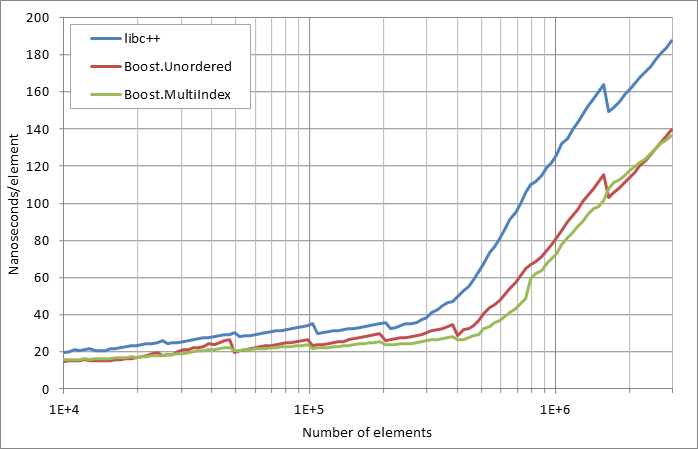 200
180
160
140
120
100
80
60
40
20
0
libc++
Boost.Unordered
Boost.MultiIndex
Nanoseconds/element
1E+4
1E+5
1E+6
Number of elements